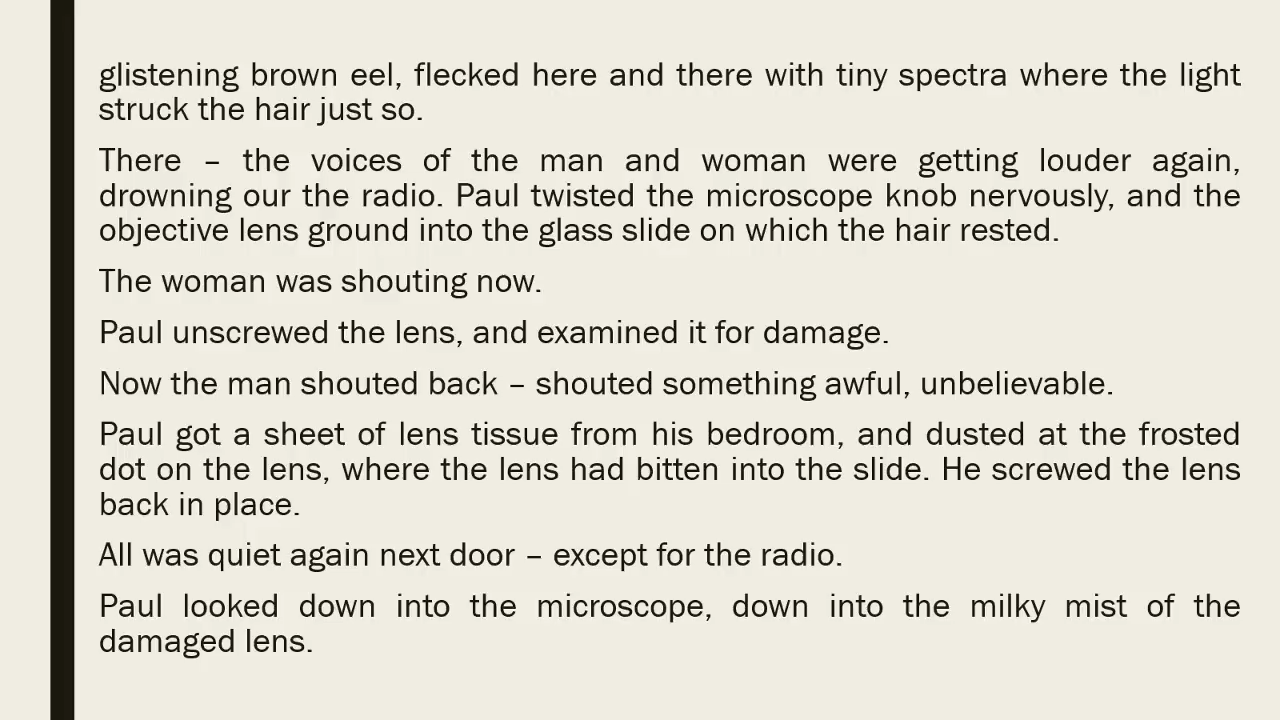 glistening brown eel, flecked here and there with tiny spectra where the light
struck the hair just so.
There – the voices of the man and woman were getting louder again,
drowning our the radio. Paul twisted the microscope knob nervously, and the
objective lens ground into the glass slide on which the hair rested.
The woman was shouting now.
Paul unscrewed the lens, and examined it for damage.
Now the man shouted back – shouted something awful, unbelievable.
Paul got a sheet of lens tissue from his bedroom, and dusted at the frosted
dot on the lens, where the lens had bitten into the slide. He screwed the lens
back in place.
All was quiet again next door – except for the radio.
Paul looked down into the microscope, down into the milky mist of the
damaged lens.